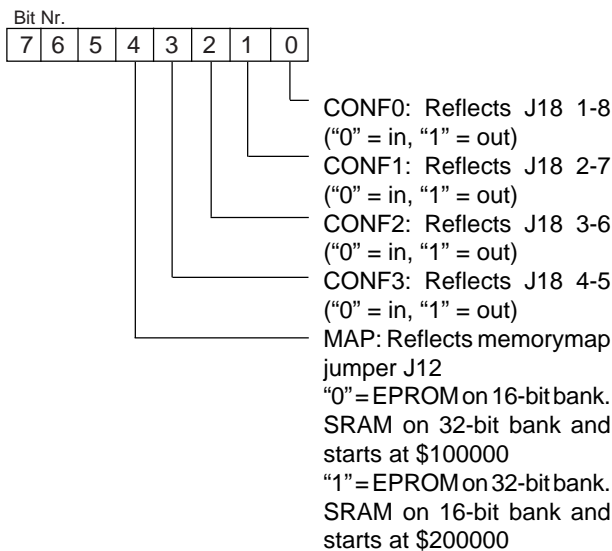 Bit Nr.
7 6 5 4 3 2 1 0
CONF0: Reflects J18 1-8
(“0” = in, “1” = out)
CONF1: Reflects J18 2-7
(“0” = in, “1” = out)
CONF2: Reflects J18 3-6
(“0” = in, “1” = out)
CONF3: Reflects J18 4-5
(“0” = in, “1” = out)
MAP: Reflects memorymap
jumper J12
“0” = EPROM on 16-bit bank.
SRAM on 32-bit bank and
starts at $100000
“1” = EPROM on 32-bit bank.
SRAM on 16-bit bank and
starts at $200000